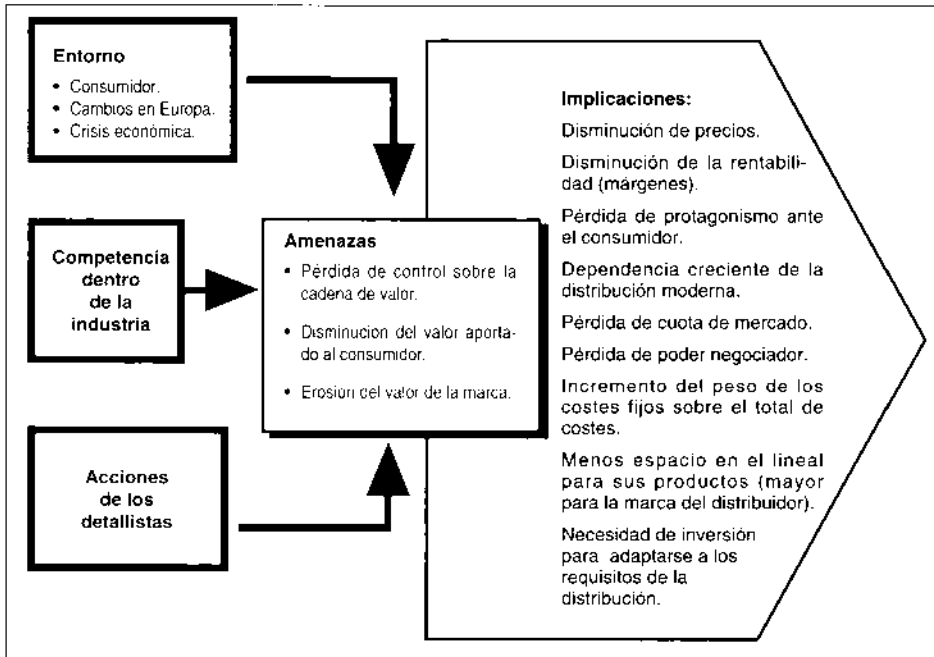 Entorno
• Consumidor.
• Cambios en Europa.
• Crisis económica.
Competencia
dentro
de la
industria
Acciones
de los
detallistas
Amenazas
• Pérdida de control sobre la
cadena de valor.
• Disminución del valor aporta-
do al consumidor.
• Erosión del valor de la marca.
Implicaciones:
Disminución de precios.
Disminución de la rentabili-
dad (márgenes).
Pérdida de protagonismo ante
el consumidor.
Dependencia creciente de la
distribución moderna.
Pérdida de cuota de mercado.
Pérdida de poder negociador.
Incremento del peso de los
costes fijos sobre el total de
costes.
Menos espacio en el lineal
para sus productos (mayor
para la marca del distribuidor).
Necesidad de inversión
para adaptarse a los
requisitos de la
distribución.